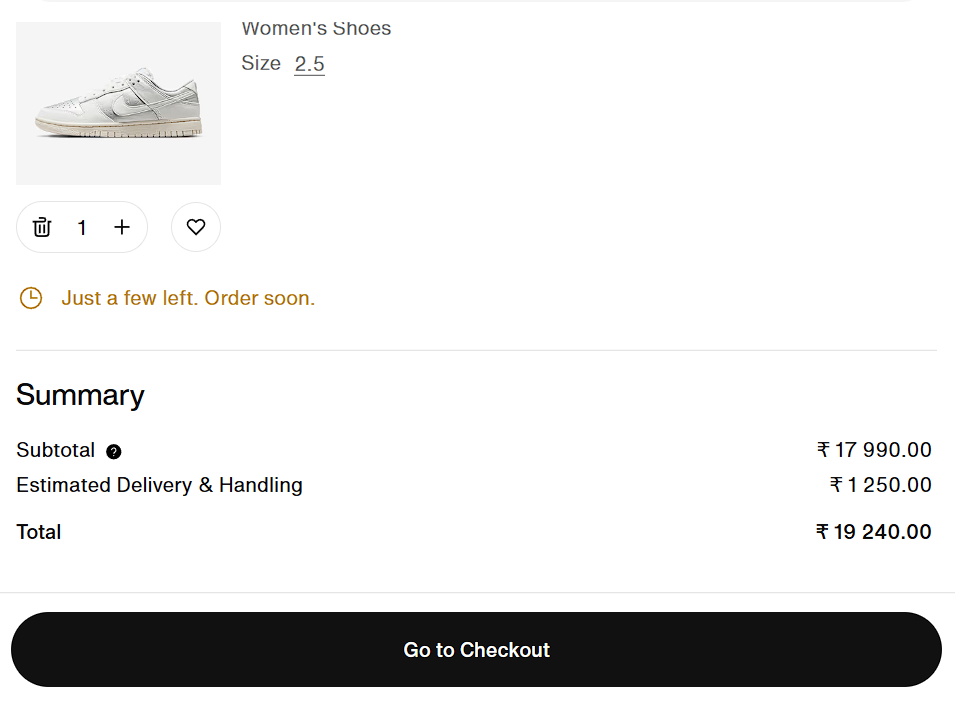 Women's Shoes
Size 2.5
1
Just a few left. Order soon.
Summary
Subtotal ?
₹ 17 990.00
Estimated Delivery & Handling
₹ 1 250.00
Total
₹ 19 240.00
Go to Checkout